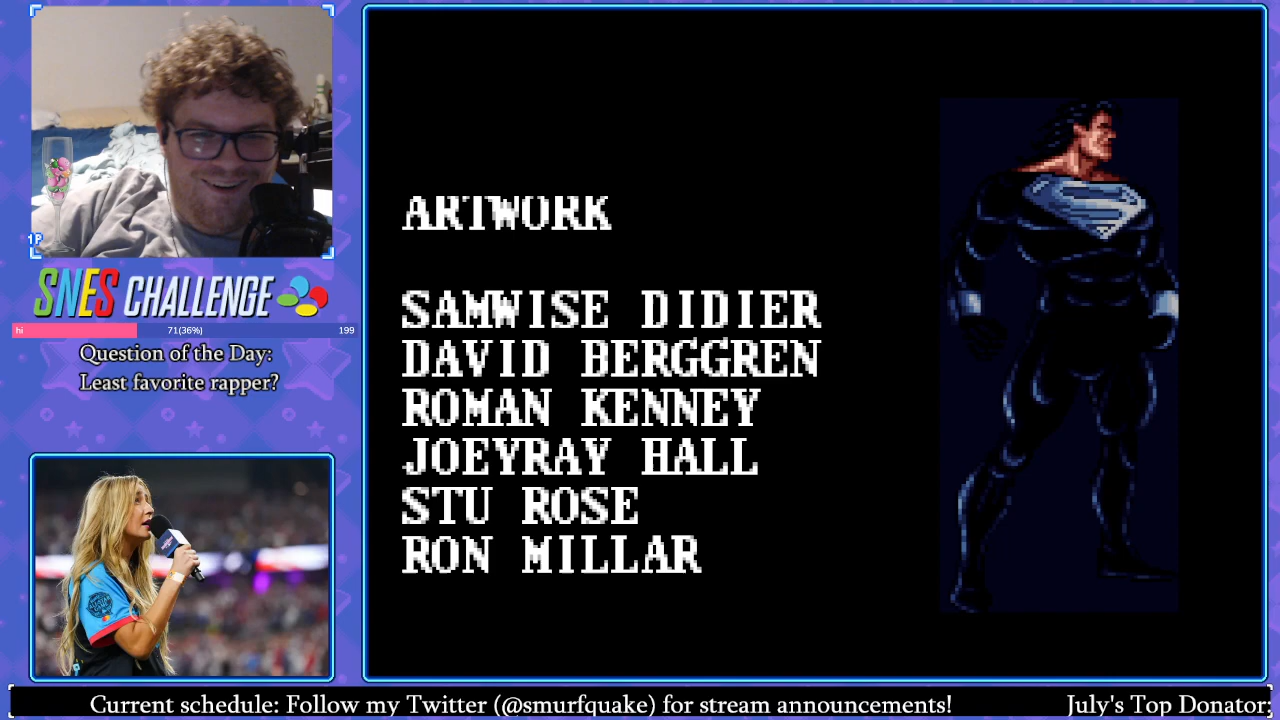 1P
SNES CHALLENGE
hi
71(36%)
199
Question of the Day:
Least favorite rapper?
ARTWORK
SAMWISE DIDIER
DAVID BERGGREN
ROMAN KENNEY
JOEYRAY HALL
STU ROSE
RON MILLAR
Current schedule: Follow my Twitter (@smurfquake) for stream announcements!
July's Top Donator: